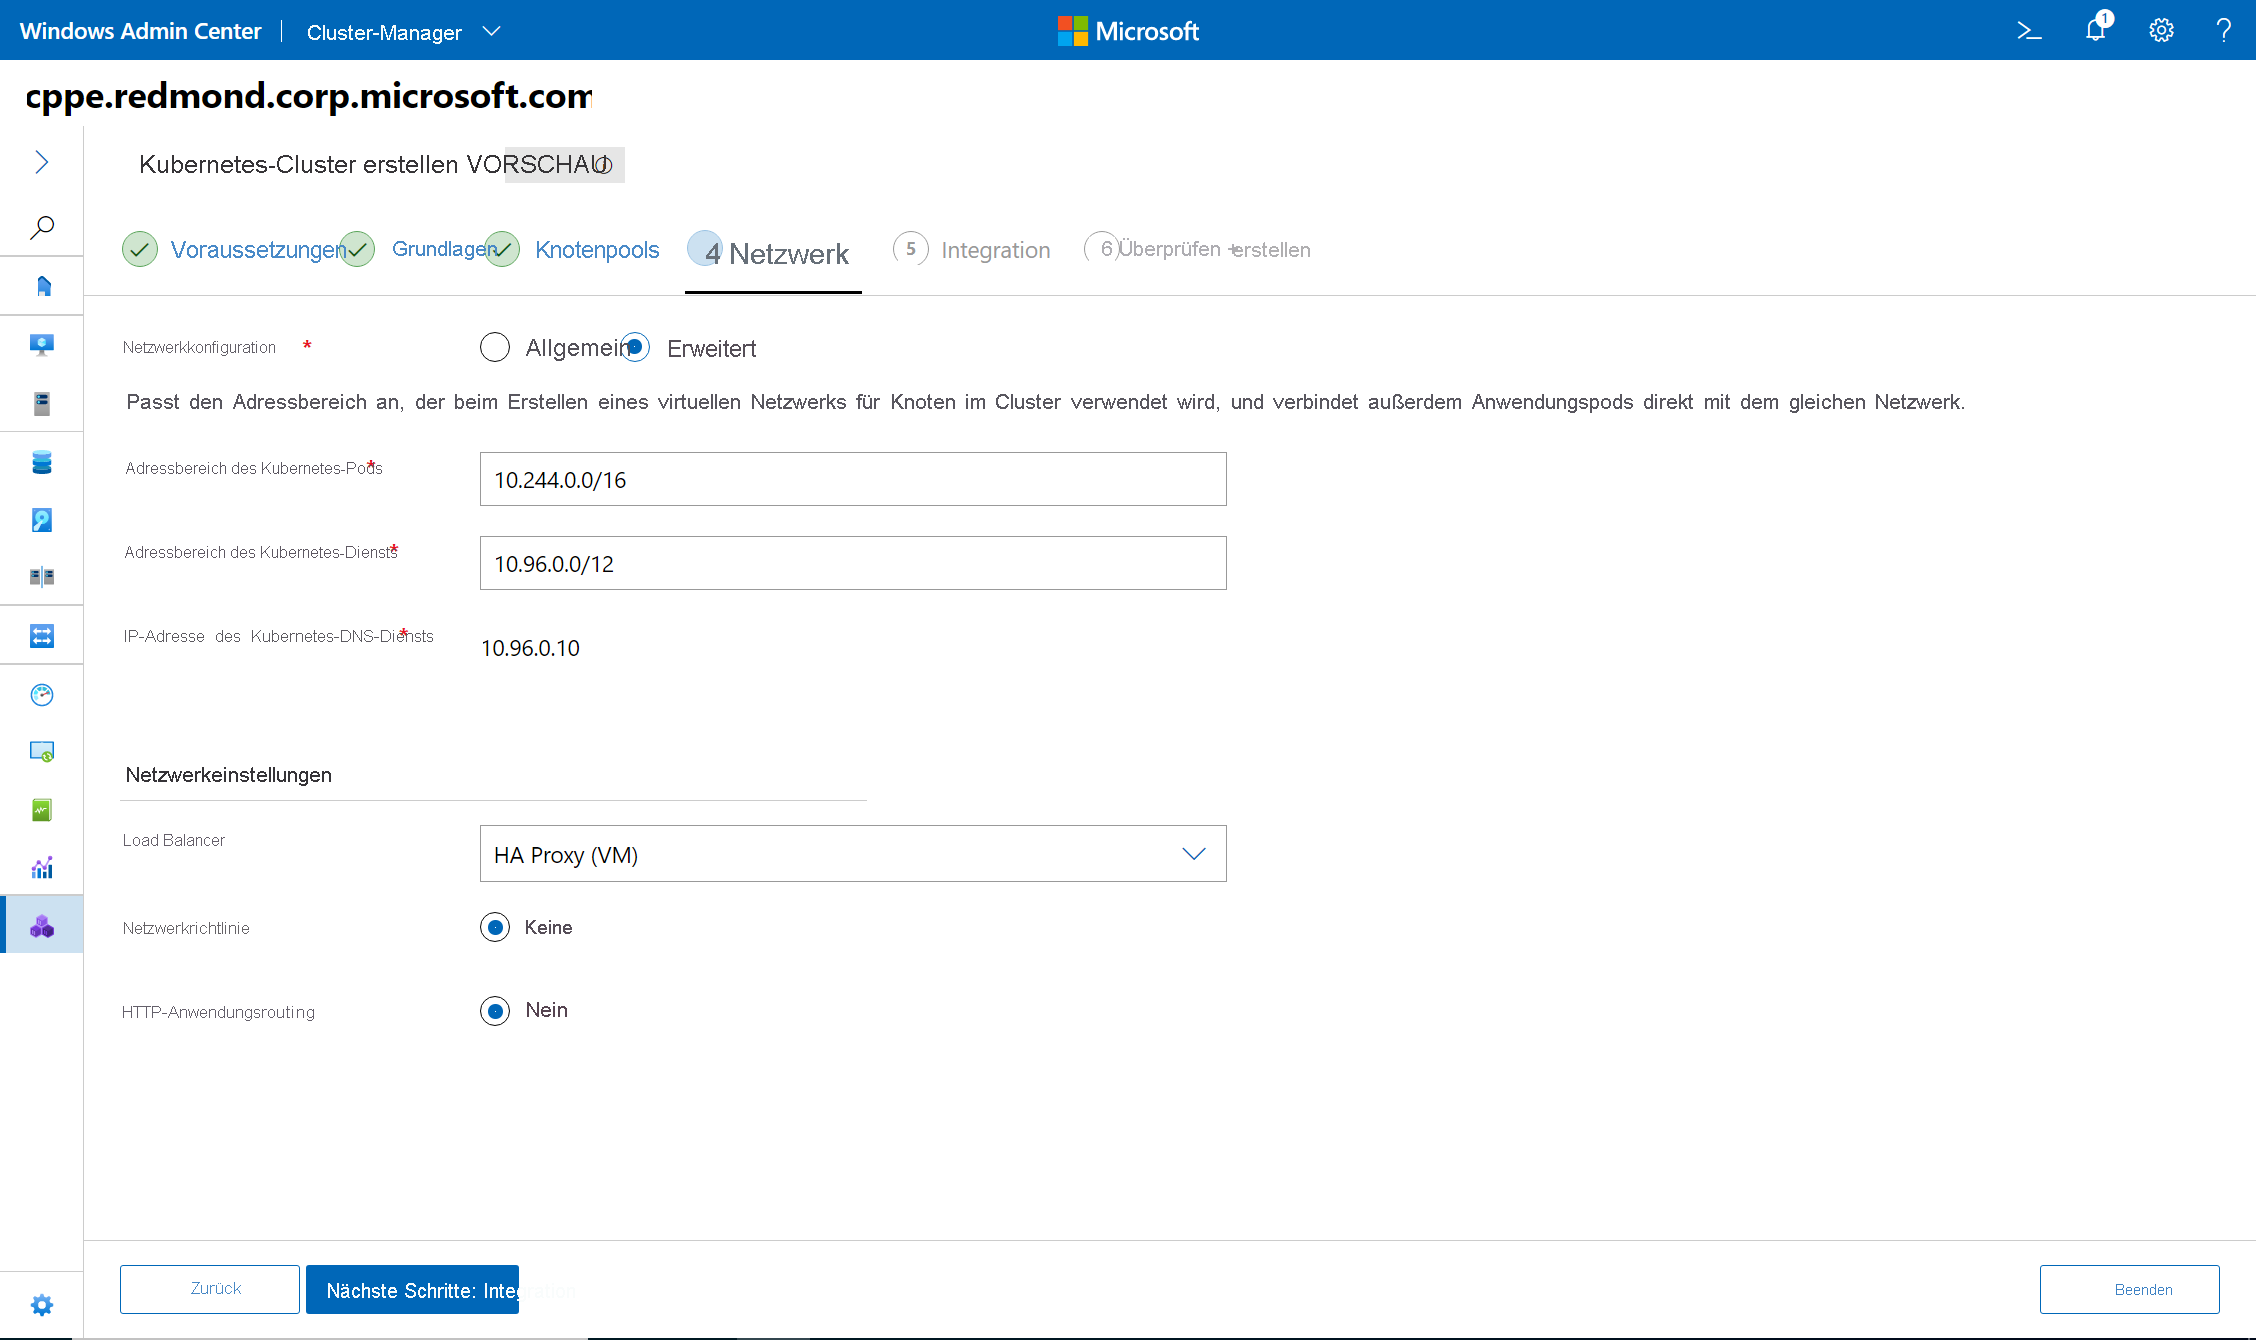 Windows Admin Center
Cluster-Manager
Microsoft
1
cppe.redmond.corp.microsoft.com
Kubernetes-Cluster erstellen VORSCHAU
Voraussetzungen
Grundlagen
Knotenpools
4 Netzwerk
5 Integration
6 Überprüfen + erstellen
Netzwerkkonfiguration *
Allgemein
Erweitert
Passt den Adressbereich an, der beim Erstellen eines virtuellen Netzwerks für Knoten im Cluster verwendet wird, und verbindet außerdem Anwendungspods direkt mit dem gleichen Netzwerk.
Adressbereich des Kubernetes-Pods *
10.244.0.0/16
Adressbereich des Kubernetes-Diensts *
10.96.0.0/12
IP-Adresse des Kubernetes-DNS-Diensts *
10.96.0.10
Netzwerkeinstellungen
Load Balancer
HA Proxy (VM)
Netzwerkrichtlinie
Keine
HTTP-Anwendungsrouting
Nein
Zurück
Nächste Schritte: Integration
Beenden